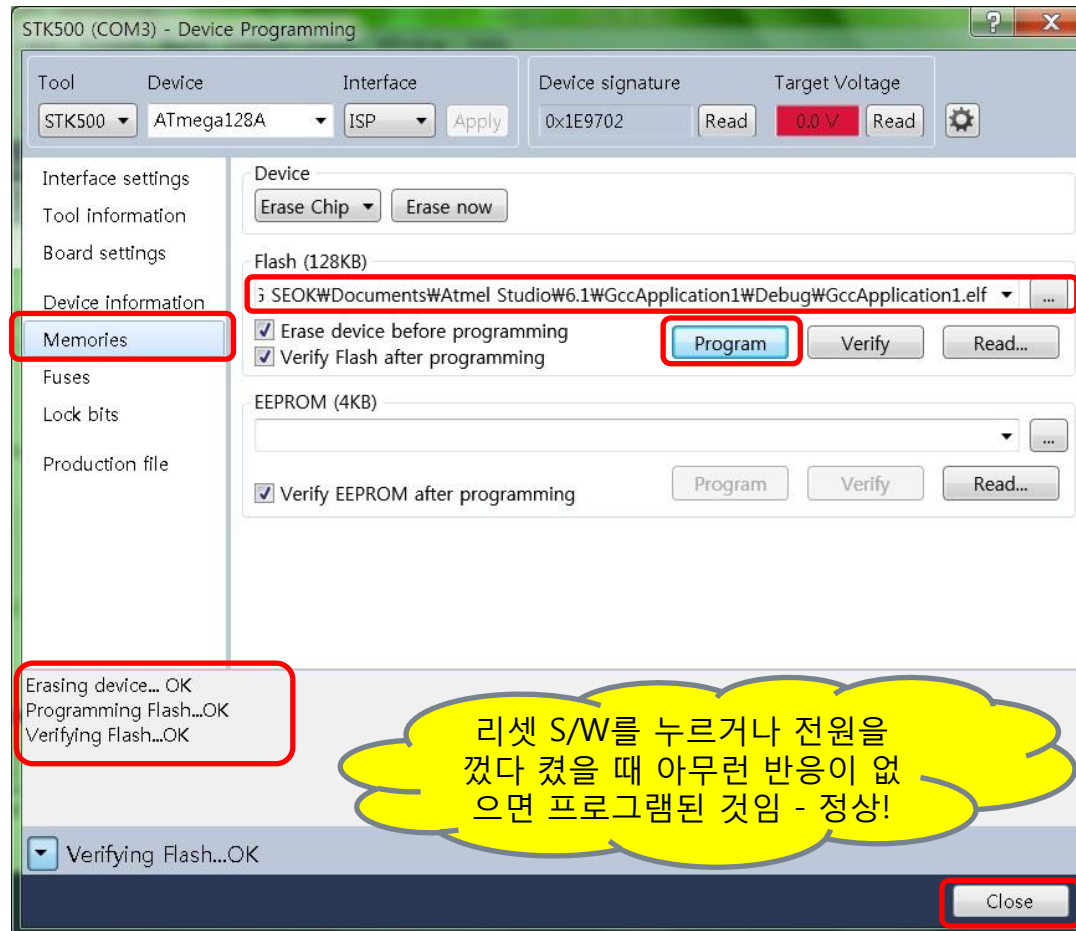 STK500 (COM3) - Device Programming
Tool Device Interface Device signature Target Voltage
STK500 ATmega128A ISP Apply 0x1E9702 Read 0.0 V Read
Interface settings
Tool information
Board settings
Device information
Memories
Fuses
Lock bits
Production file
Device
Erase Chip Erase now
Flash (128KB)
SEOK₩Documents₩Atmel Studio₩6.1₩GccApplication1₩Debug₩GccApplication1.elf ...
Erase device before programming
Verify Flash after programming
Program Verify Read...
EEPROM (4KB)
...
Verify EEPROM after programming
Program Verify Read...
Erasing device... OK
Programming Flash...OK
Verifying Flash...OK
리셋 S/W를 누르거나 전원을
껐다 켰을 때 아무런 반응이 없
으면 프로그램된 것임 - 정상!
Verifying Flash...OK
Close